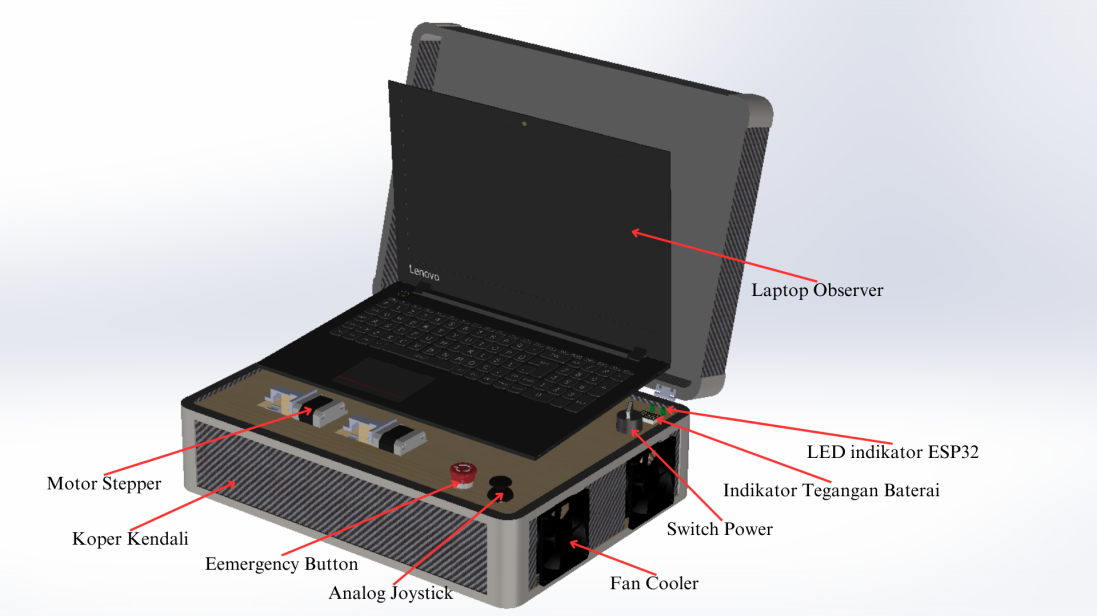 Lenovo
Laptop Observer
LED indikator ESP32
Motor Stepper
Indikator Tegangan Baterai
Switch Power
Koper Kendali
Eemergency Button
Fan Cooler
Analog Joystick